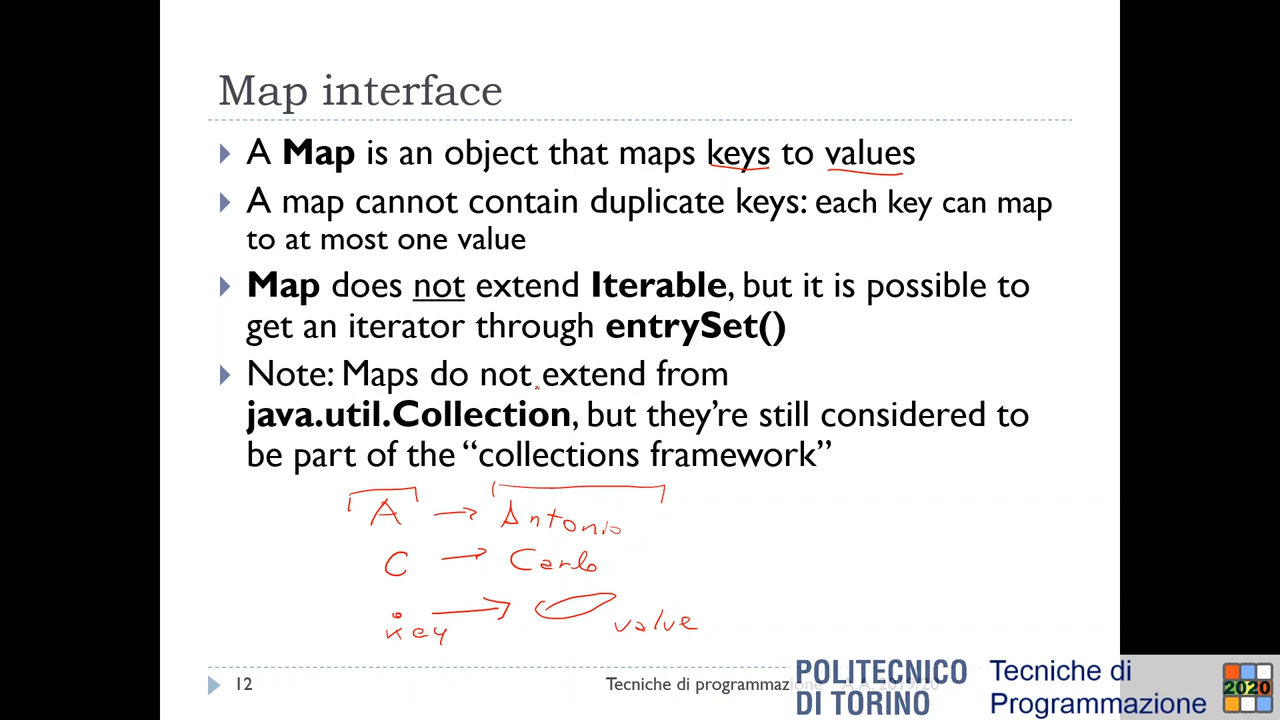 Map interface
A Map is an object that maps keys to values
A map cannot contain duplicate keys: each key can map
to at most one value
Map does not extend Iterable, but it is possible to
get an iterator through entrySet()
Note: Maps do not extend from
java.util.Collection, but they’re still considered to
be part of the “collections framework”
A → Antonio
C → Carlo
key → value
12
Tecniche di programmazione A.A. 2019/20
POLITECNICO
DI TORINO
Tecniche di
Programmazione
2020